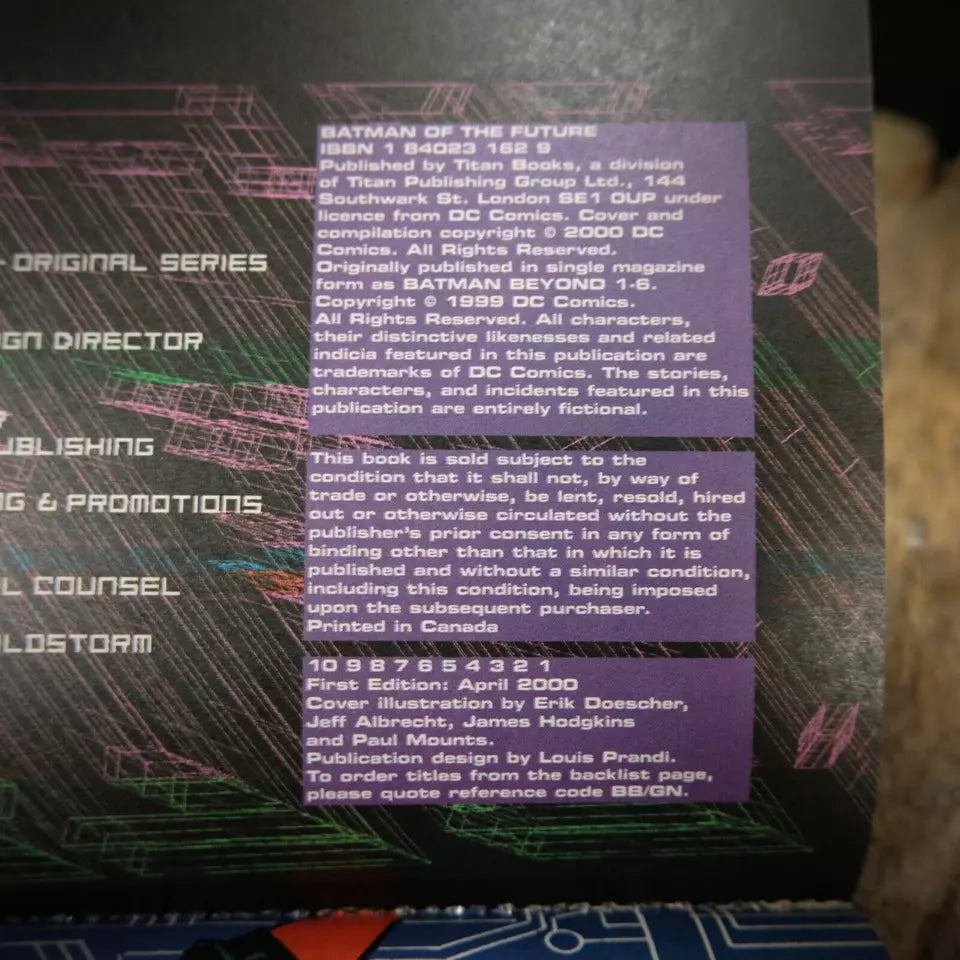 - ORIGINAL SERIES
GN DIRECTOR
UBLISHING
G & PROMOTIONS
L COUNSEL
LDSTORM
BATMAN OF THE FUTURE
ISBN 1 84023 162 9
Published by Titan Books, a division
of Titan Publishing Group Ltd., 144
Southwark St. London SE1 0UP under
licence from DC Comics. Cover and
compilation copyright © 2000 DC
Comics. All Rights Reserved.
Originally published in single magazine
form as BATMAN BEYOND 1-6.
Copyright © 1999 DC Comics.
All Rights Reserved. All characters,
their distinctive likenesses and related
indicia featured in this publication are
trademarks of DC Comics. The stories,
characters, and incidents featured in this
publication are entirely fictional.
This book is sold subject to the
condition that it shall not, by way of
trade or otherwise, be lent, resold, hired
out or otherwise circulated without the
publisher's prior consent in any form of
binding other than that in which it is
published and without a similar condition,
including this condition, being imposed
upon the subsequent purchaser.
Printed in Canada
10 9 8 7 6 5 4 3 2 1
First Edition: April 2000
Cover illustration by Erik Doescher,
Jeff Albrecht, James Hodgkins
and Paul Mounts.
Publication design by Louis Prandi.
To order titles from the backlist page,
please quote reference code BB/GN.